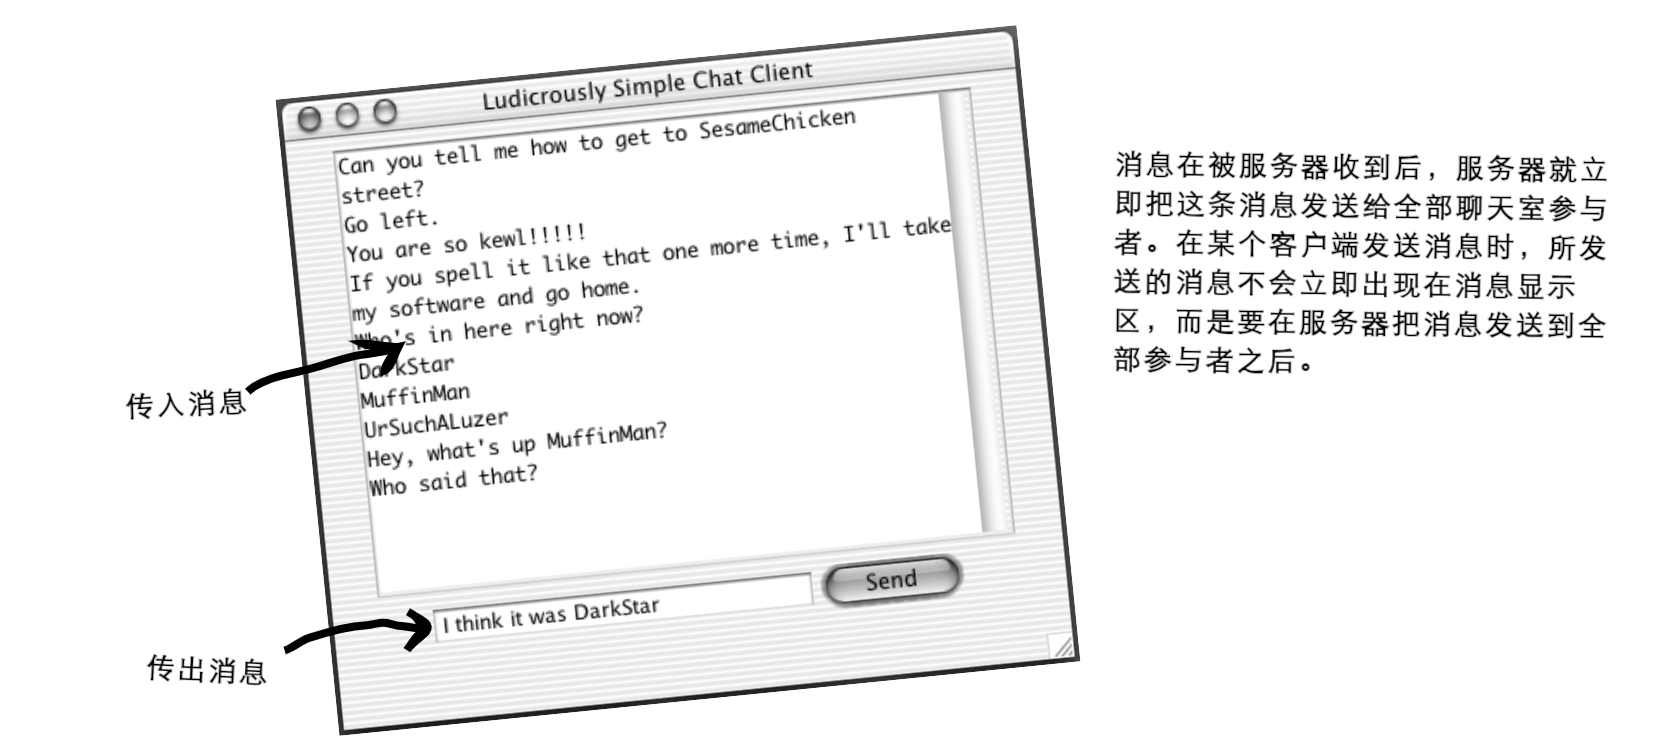 Ludicrously Simple Chat Client
Can you tell me how to get to SesameChicken
street?
Go left.
You are so kewl!!!!!
If you spell it like that one more time, I'll take
my software and go home.
Who's in here right now?
DarkStar
MuffinMan
UrSuchALuzer
Hey, what's up MuffinMan?
Who said that?
I think it was DarkStar
Send
传入消息
传出消息
消息在被服务器收到后，服务器就立
即把这条消息发送给全部聊天室参与
者。在某个客户端发送消息时，所发
送的消息不会立即出现在消息显示
区，而是要在服务器把消息发送到全
部参与者之后。